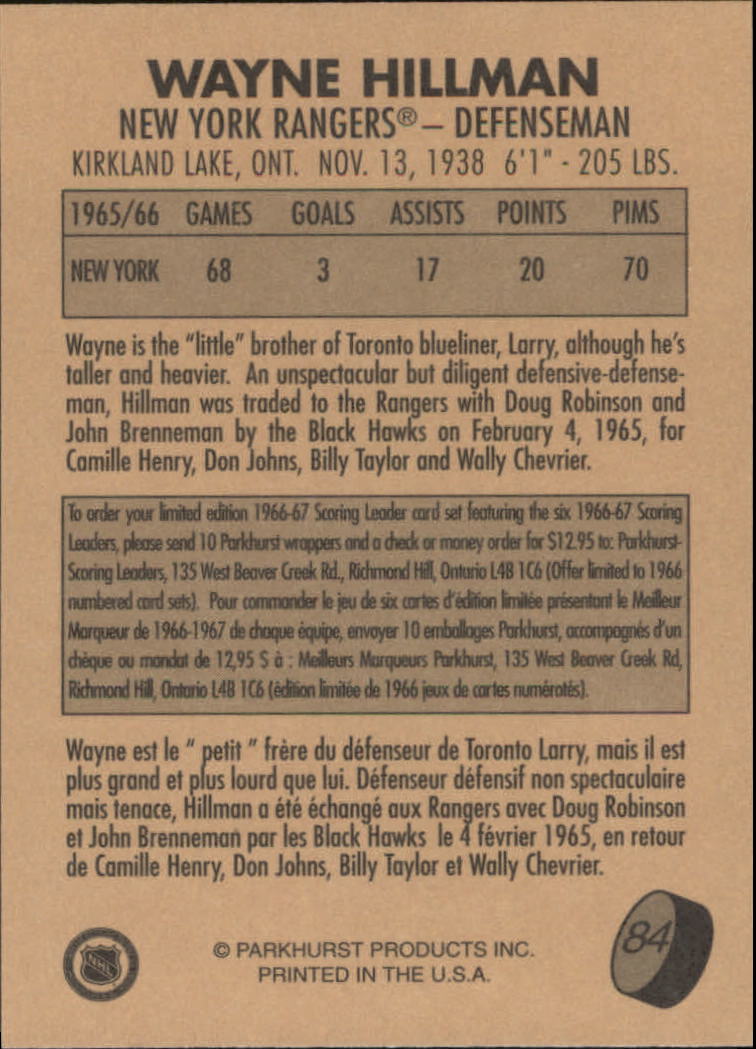 WAYNE HILLMAN
NEW YORK RANGERS® – DEFENSEMAN
KIRKLAND LAKE, ONT. NOV. 13, 1938 6'1" - 205 LBS.
1965/66 GAMES GOALS ASSISTS POINTS PIMS
NEW YORK 68 3 17 20 70
Wayne is the "little" brother of Toronto blueliner, Larry, although he's
taller and heavier. An unspectacular but diligent defensive-defense-
man, Hillman was traded to the Rangers with Doug Robinson and
John Brenneman by the Black Hawks on February 4, 1965, for
Camille Henry, Don Johns, Billy Taylor and Wally Chevrier.
To order your limited edition 1966-67 Scoring Leader card set featuring the six 1966-67 Scoring
Leaders, please send 10 Parkhurst wrappers and a check or money order for $12.95 to: Parkhurst-
Scoring Leaders, 135 West Beaver Creek Rd., Richmond Hill, Ontario L4B 1C6 (Offer limited to 1966
numbered card sets). Pour commander le jeu de six cartes d'édition limitée présentant le Meilleur
Marqueur de 1966-1967 de chaque équipe, envoyer 10 emballages Parkhurst, accompagnés d'un
chèque ou mandat de 12,95 $ à : Meilleurs Marqueurs Parkhurst, 135 West Beaver Creek Rd,
Richmond Hill, Ontario L4B 1C6 (édition limitée de 1966 jeux de cartes numérotés).
Wayne est le " petit " frère du défenseur de Toronto Larry, mais il est
plus grand et plus lourd que lui. Défenseur défensif non spectaculaire
mais tenace, Hillman a été échangé aux Rangers avec Doug Robinson
et John Brenneman par les Black Hawks le 4 février 1965, en retour
de Camille Henry, Don Johns, Billy Taylor et Wally Chevrier.
84
NHL
© PARKHURST PRODUCTS INC.
PRINTED IN THE U.S.A.